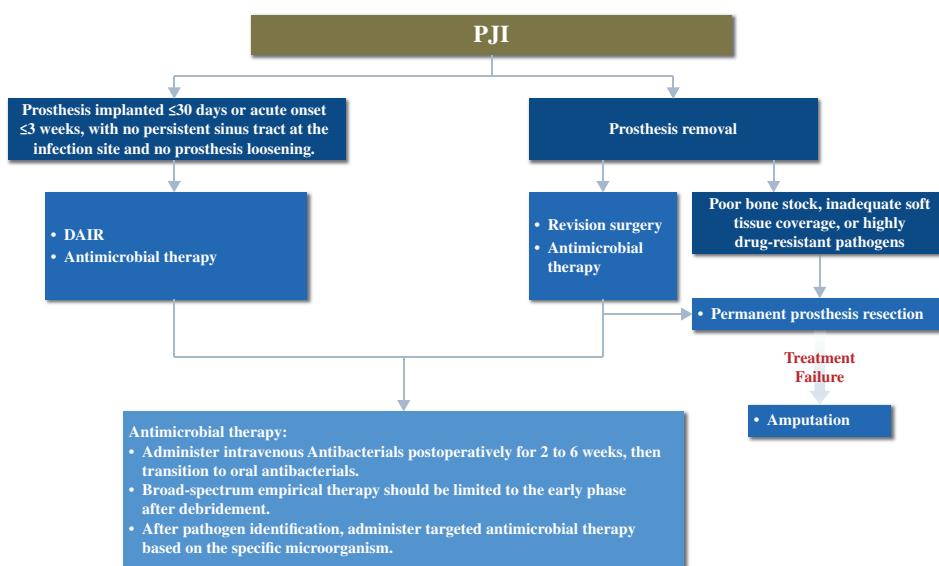 PJI
Prosthesis implanted ≤30 days or acute onset
≤3 weeks, with no persistent sinus tract at the
infection site and no prosthesis loosening.
Prosthesis removal
• DAIR
• Antimicrobial therapy
• Revision surgery
• Antimicrobial
therapy
Poor bone stock, inadequate soft
tissue coverage, or highly
drug-resistant pathogens
• Permanent prosthesis resection
Treatment
Failure
• Amputation
Antimicrobial therapy:
• Administer intravenous Antibacterials postoperatively for 2 to 6 weeks, then
transition to oral antibacterials.
• Broad-spectrum empirical therapy should be limited to the early phase
after debridement.
• After pathogen identification, administer targeted antimicrobial therapy
based on the specific microorganism.